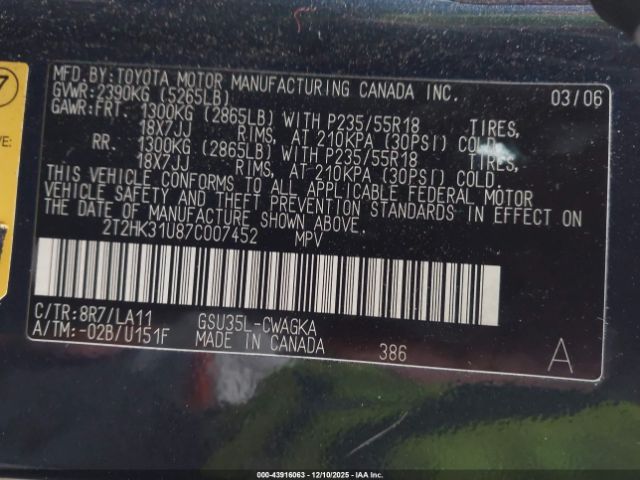 7
VE:
MFD. BY: TOYOTA MOTOR MANUFACTURING CANADA INC.
03/06
GVWR: 2390KG (5265LB)
GAWR: FRT. 1300KG (2865LB) WITH P235/55R18 TIRES,
18X7JJ RIMS, AT 210KPA (30PSI) COLD.
RR. 1300KG (2865LB) WITH P235/55R18 TIRES,
18X7JJ RIMS, AT 210KPA (30PSI) COLD.
THIS VEHICLE CONFORMS TO ALL APPLICABLE FEDERAL MOTOR
VEHICLE SAFETY AND THEFT PREVENTION STANDARDS IN EFFECT ON
THE DATE OF MANUFACTURE SHOWN ABOVE.
2T2HK31U87C007452 MPV
C/TR: 8R7/LA11 GSU35L-CWAGKA
A/TM: -02B/U151F MADE IN CANADA 386 A
000-43916063 - 12/10/2025 - IAA Inc.